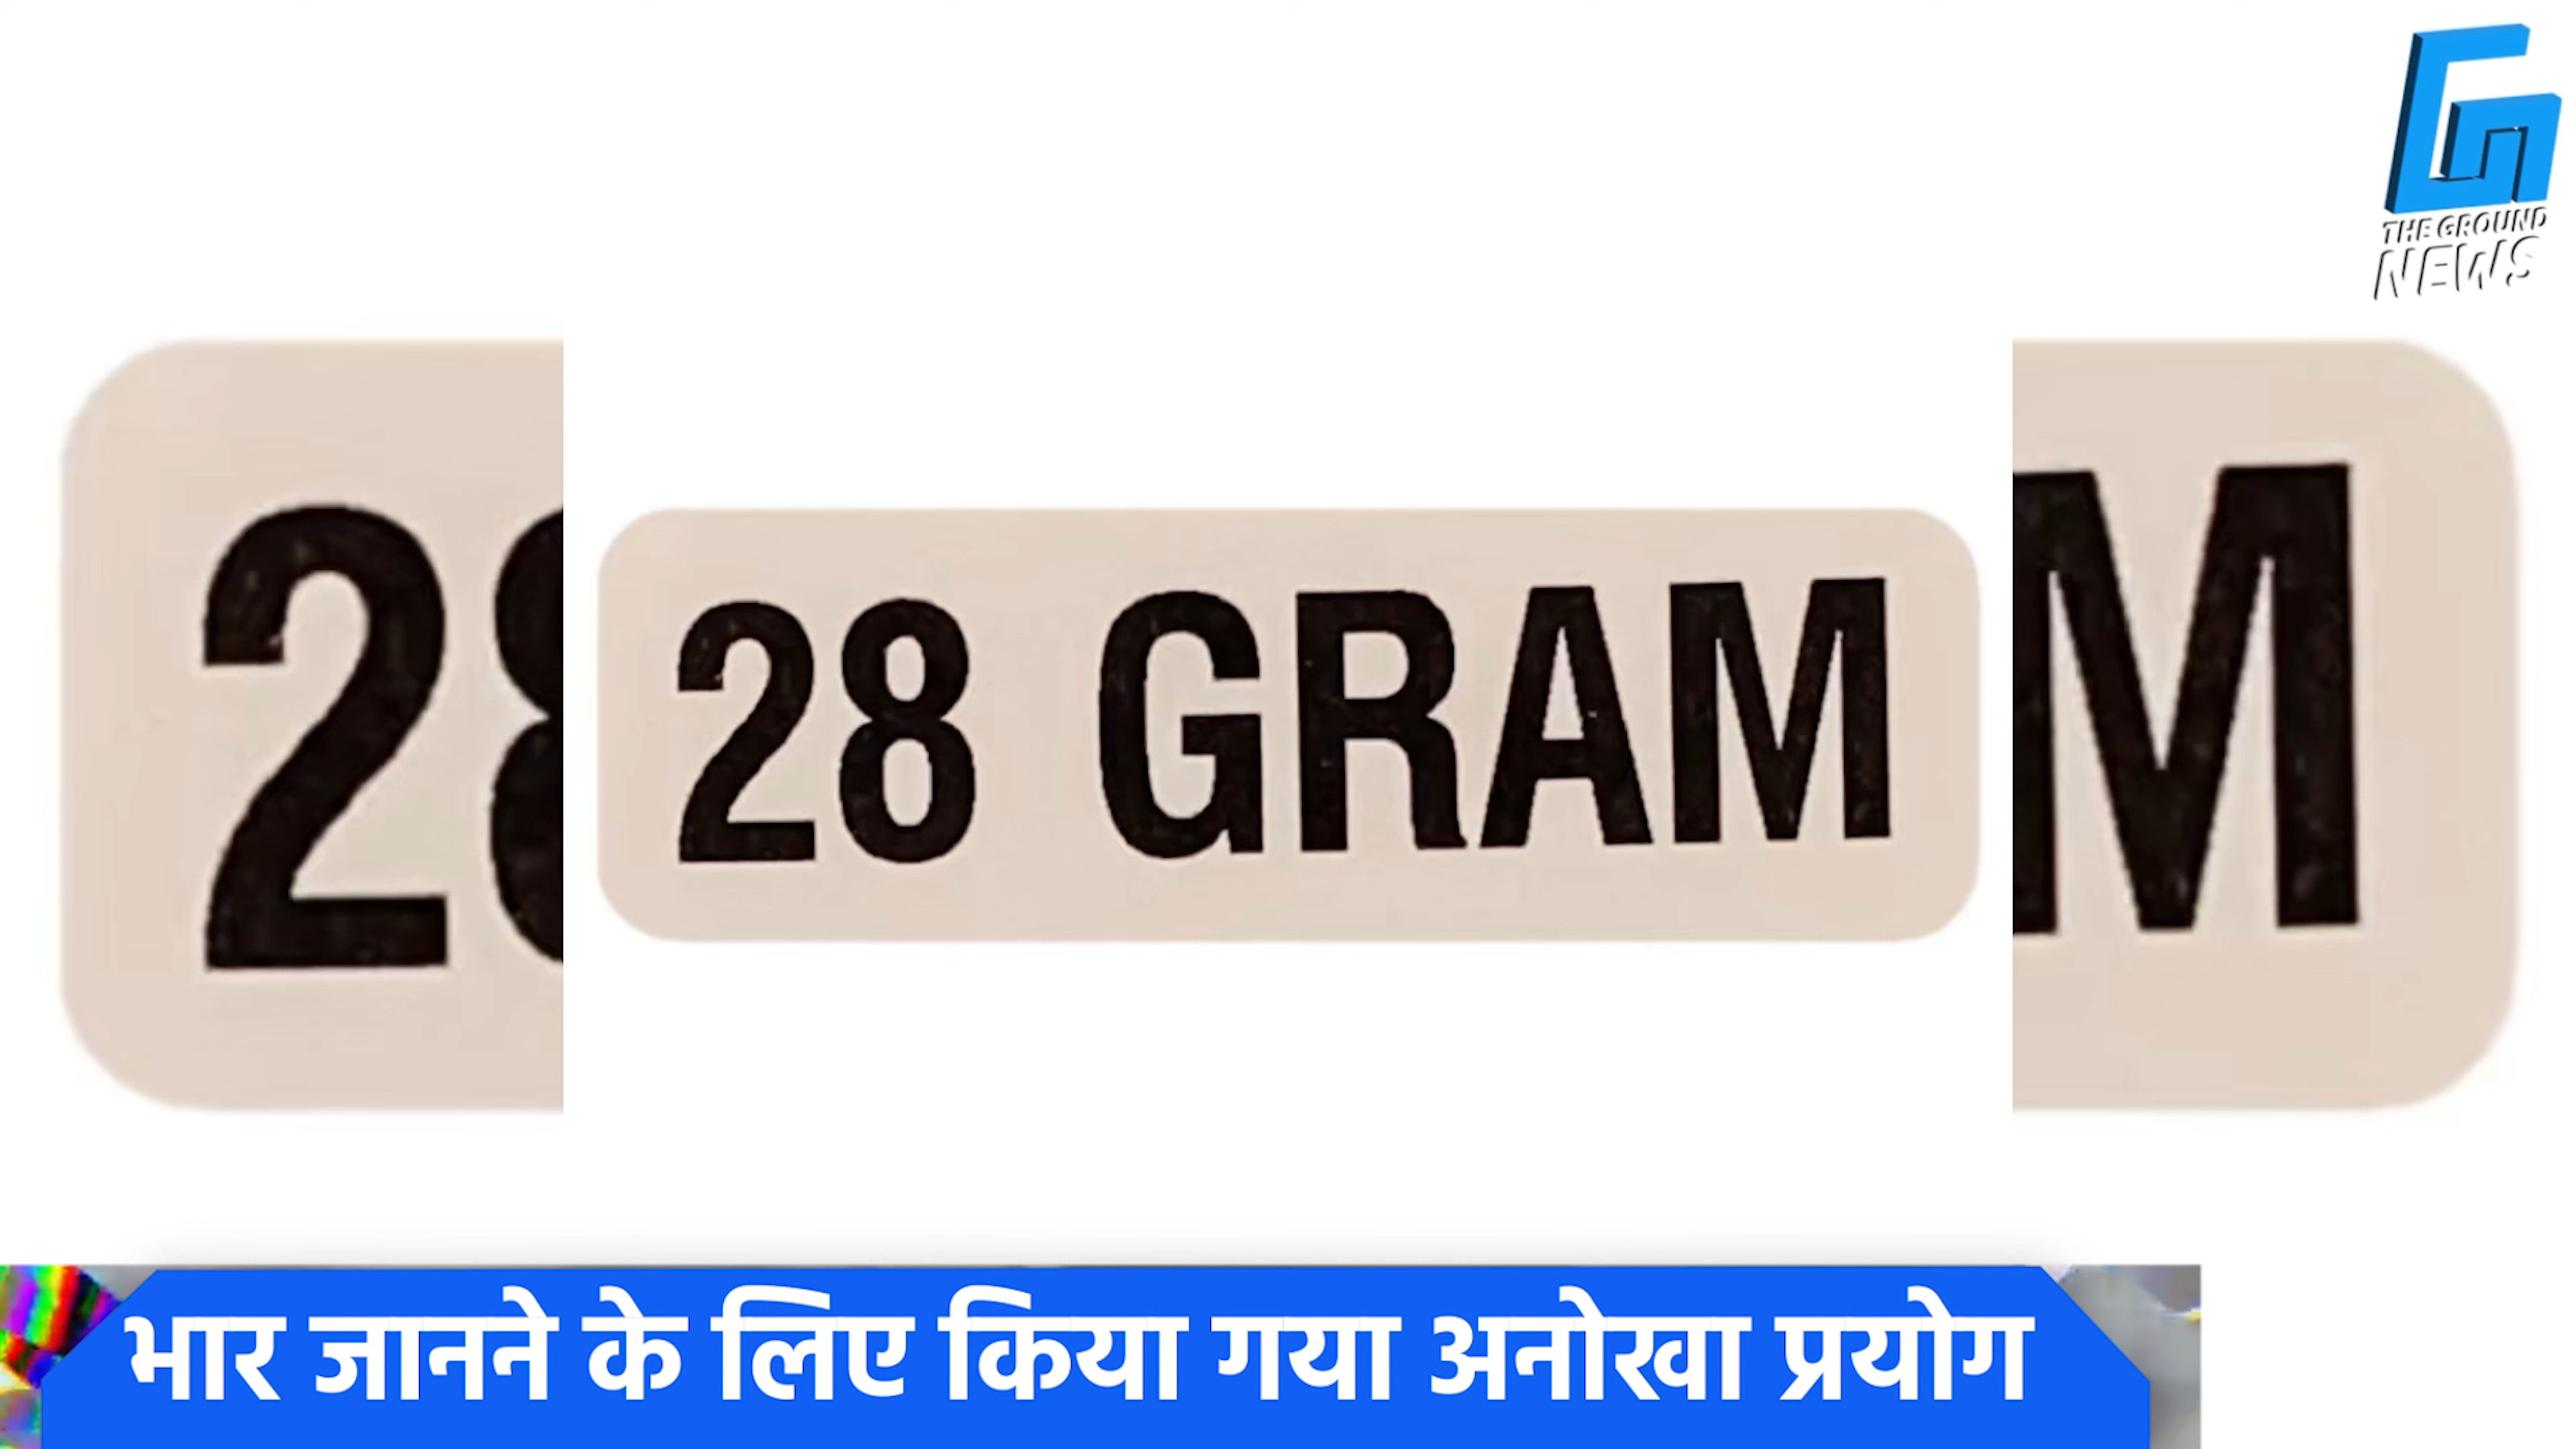 THE GROUND
NEWS
28
28 GRAM
M
भार जानने के लिए किया गया अनोखा प्रयोग